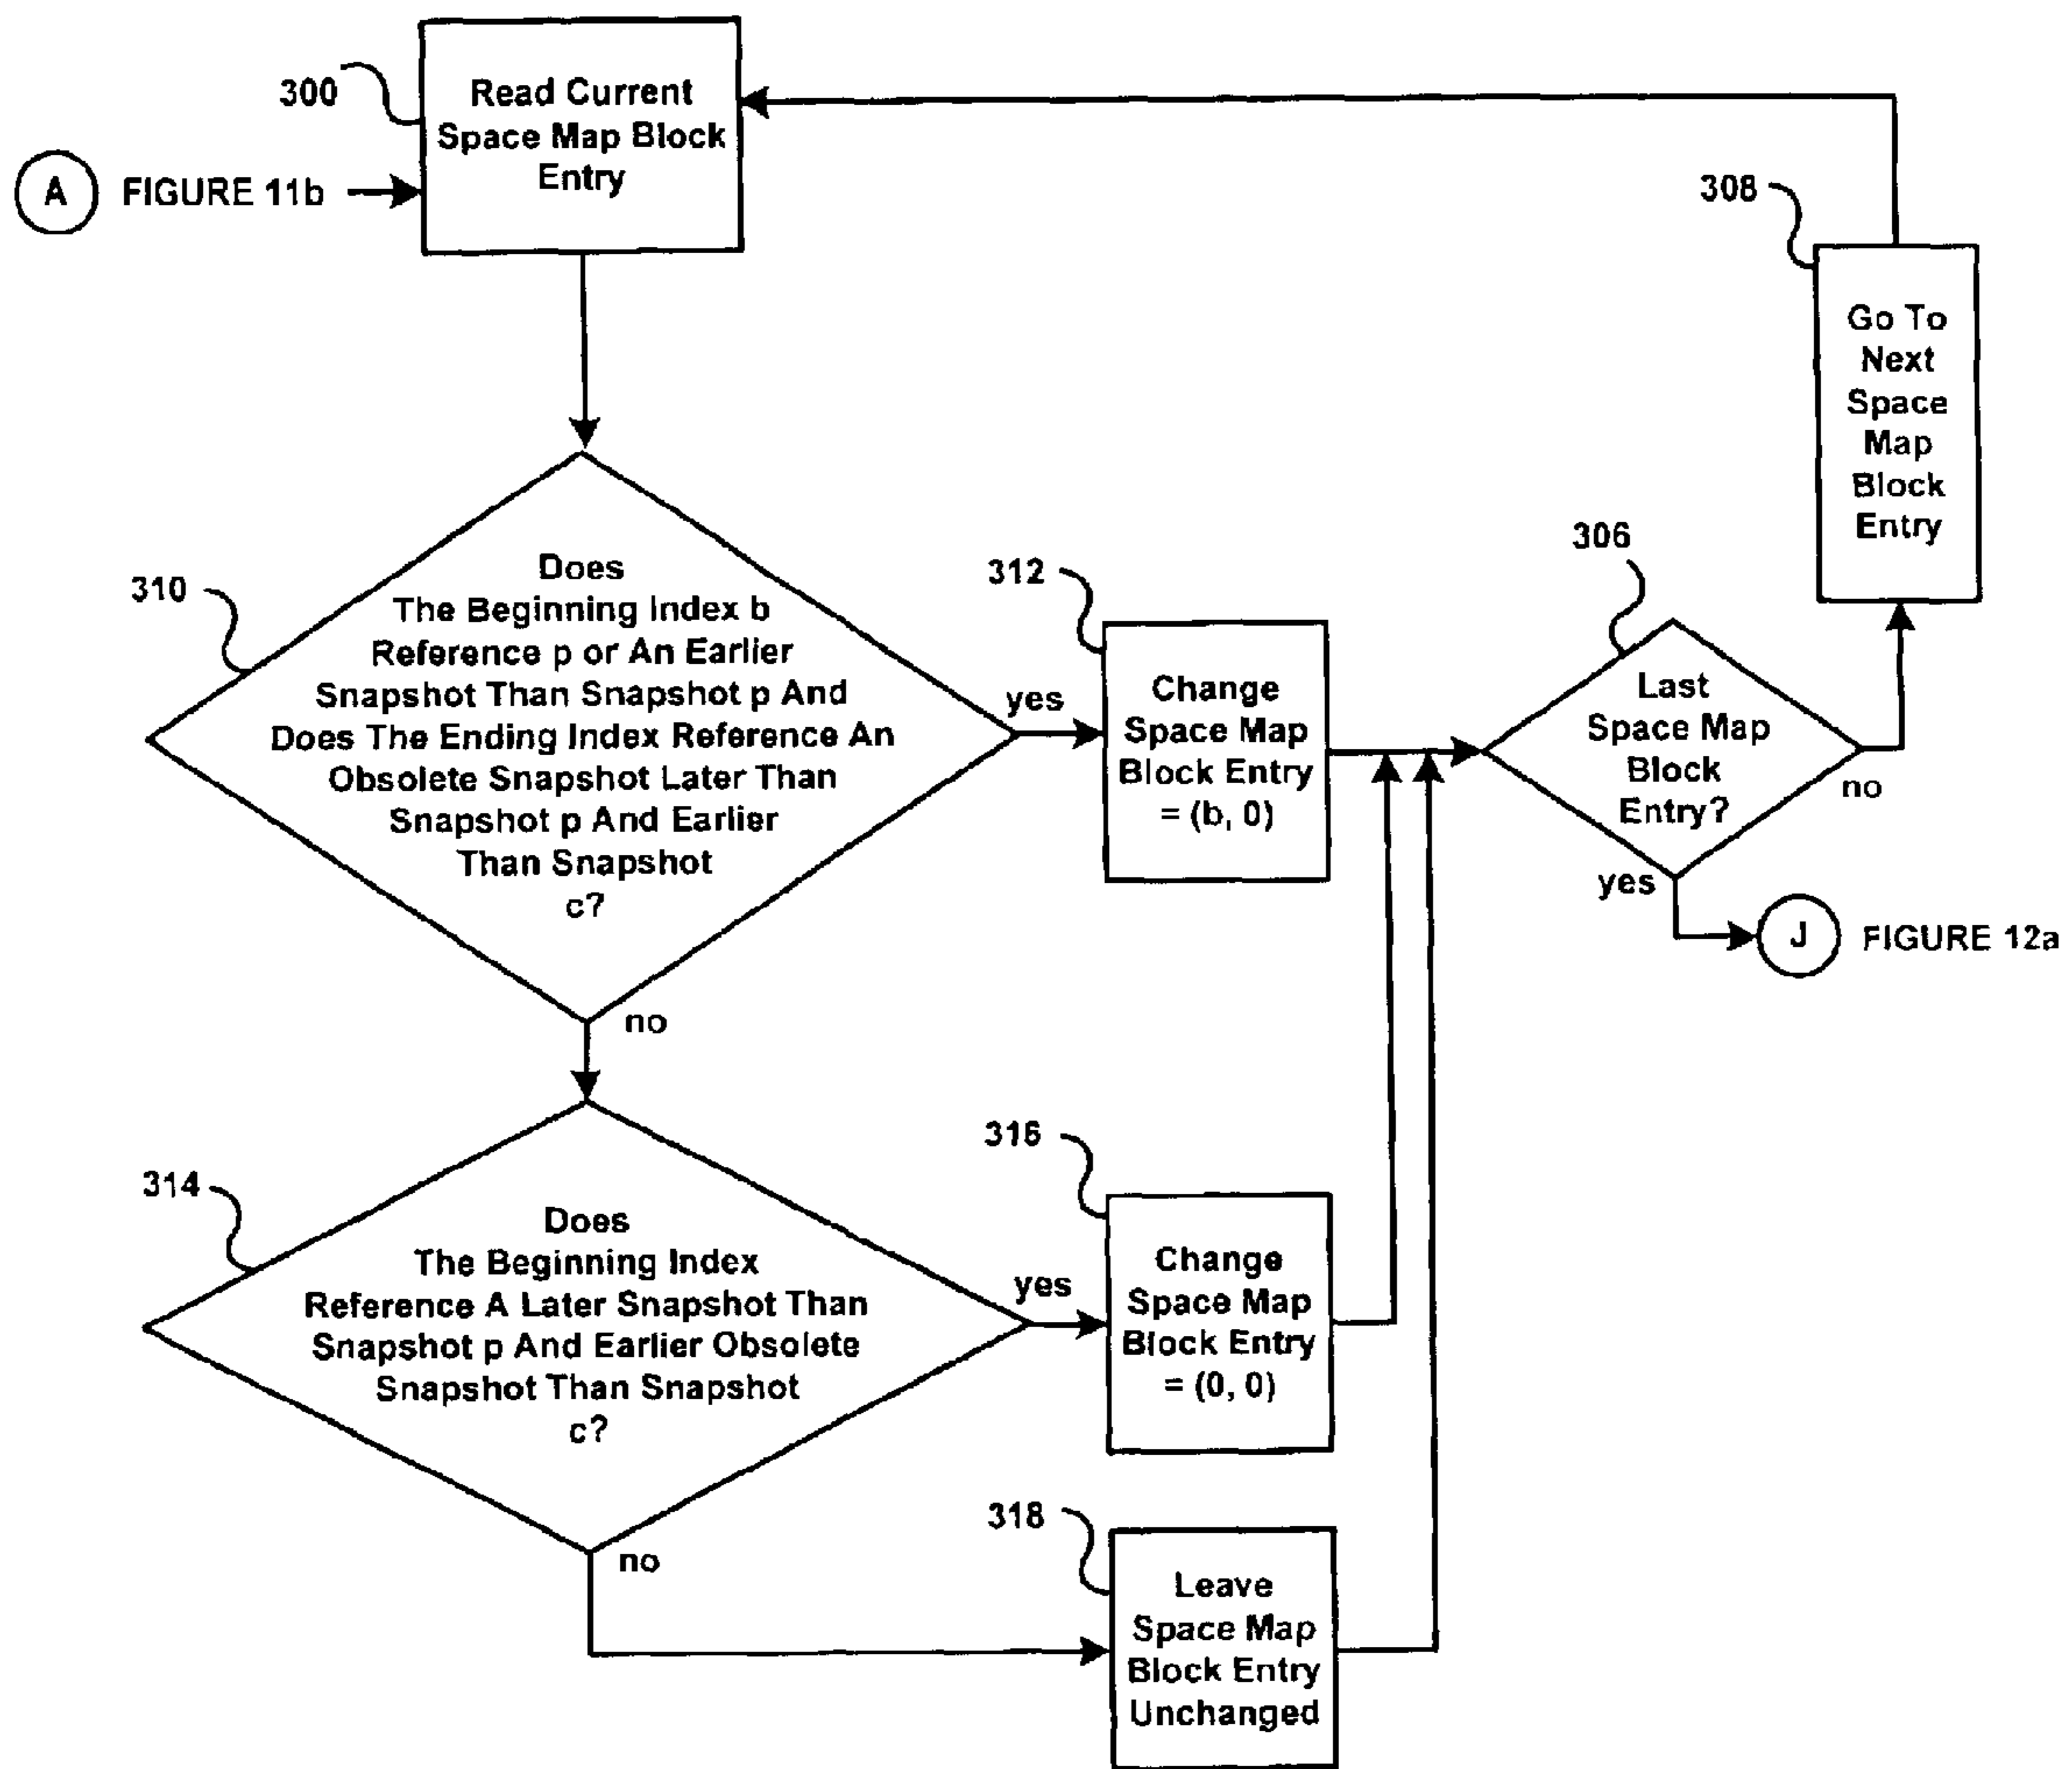 300
Read Current
Space Map Block
Entry
A
FIGURE 11b
308
Go To
Next
Space
Map
Block
Entry
310
Does
The Beginning Index b
Reference p or An Earlier
Snapshot Than Snapshot p And
Does The Ending Index Reference An
Obsolete Snapshot Later Than
Snapshot p And Earlier
Than Snapshot
c?
yes
no
312
Change
Space Map
Block Entry
= (b, 0)
306
Last
Space Map
Block
Entry?
no
yes
J
FIGURE 12a
314
Does
The Beginning Index
Reference A Later Snapshot Than
Snapshot p And Earlier Obsolete
Snapshot Than Snapshot
c?
yes
no
316
Change
Space Map
Block Entry
= (0, 0)
318
Leave
Space Map
Block Entry
Unchanged